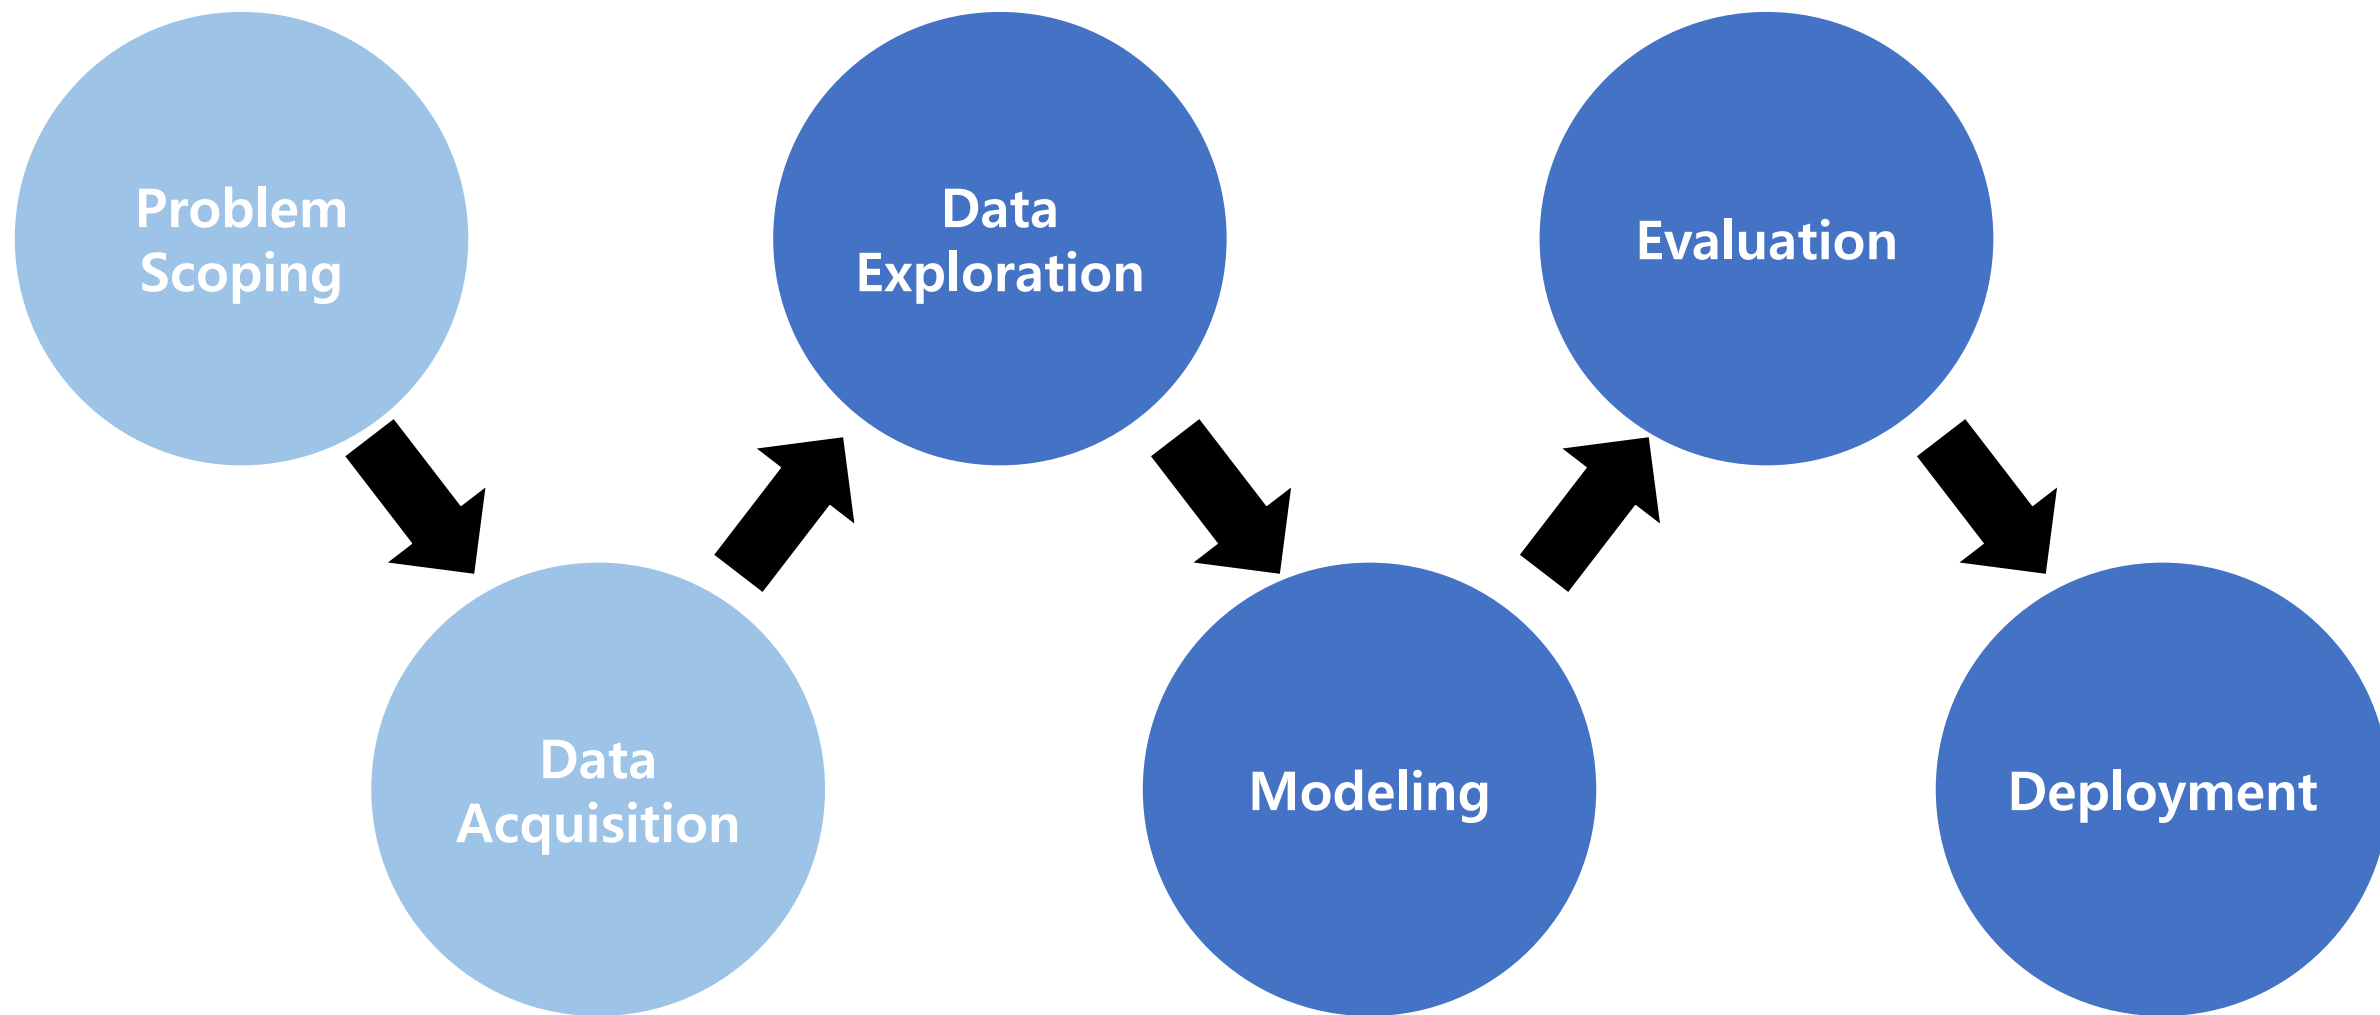 Problem
Scoping
Data
Acquisition
Data
Exploration
Modeling
Evaluation
Deployment